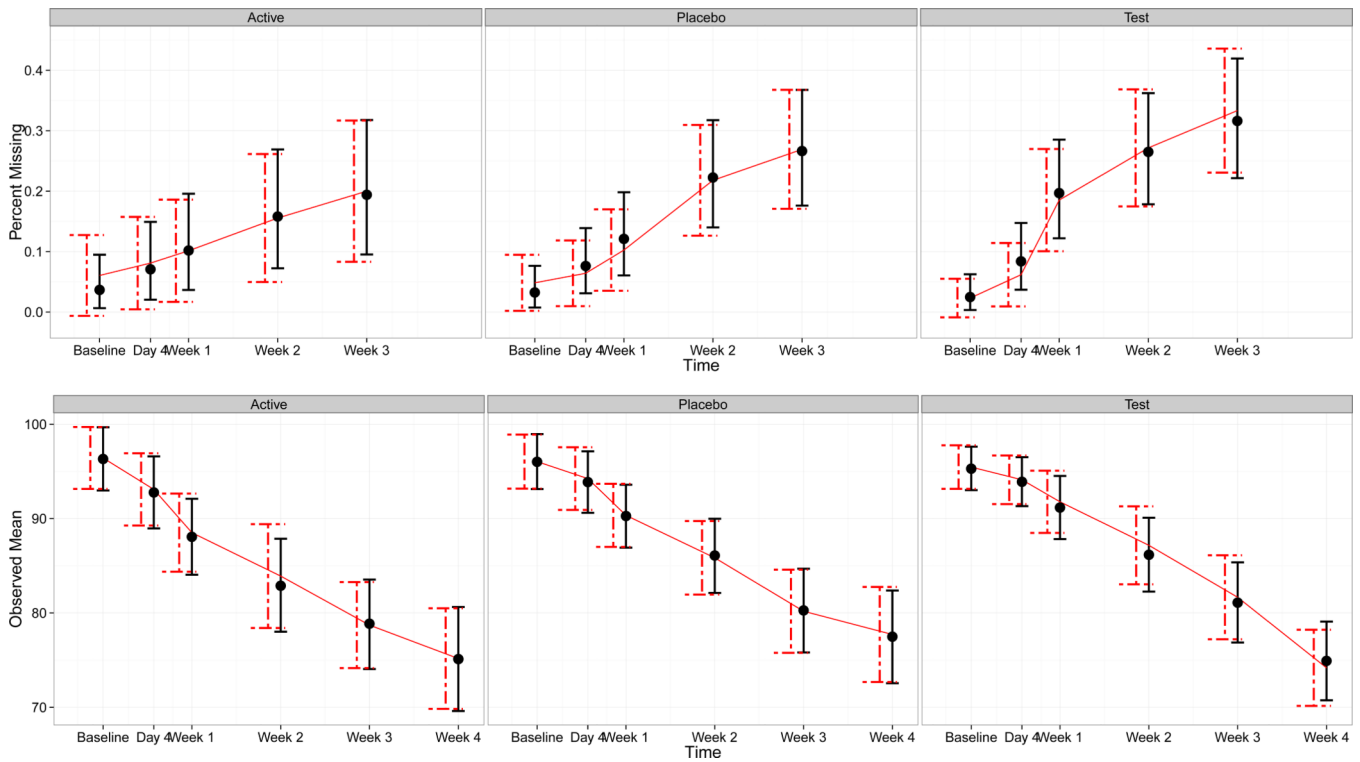 Active Placebo Test
Percent Missing
0.4
0.3
0.2
0.1
0.0
Baseline Day 4 Week 1 Week 2 Week 3 Baseline Day 4 Week 1 Week 2 Week 3 Baseline Day 4 Week 1 Week 2 Week 3
Time
Active Placebo Test
Observed Mean
100
90
80
70
Baseline Day 4 Week 1 Week 2 Week 3 Week 4 Baseline Day 4 Week 1 Week 2 Week 3 Week 4 Baseline Day 4 Week 1 Week 2 Week 3 Week 4
Time